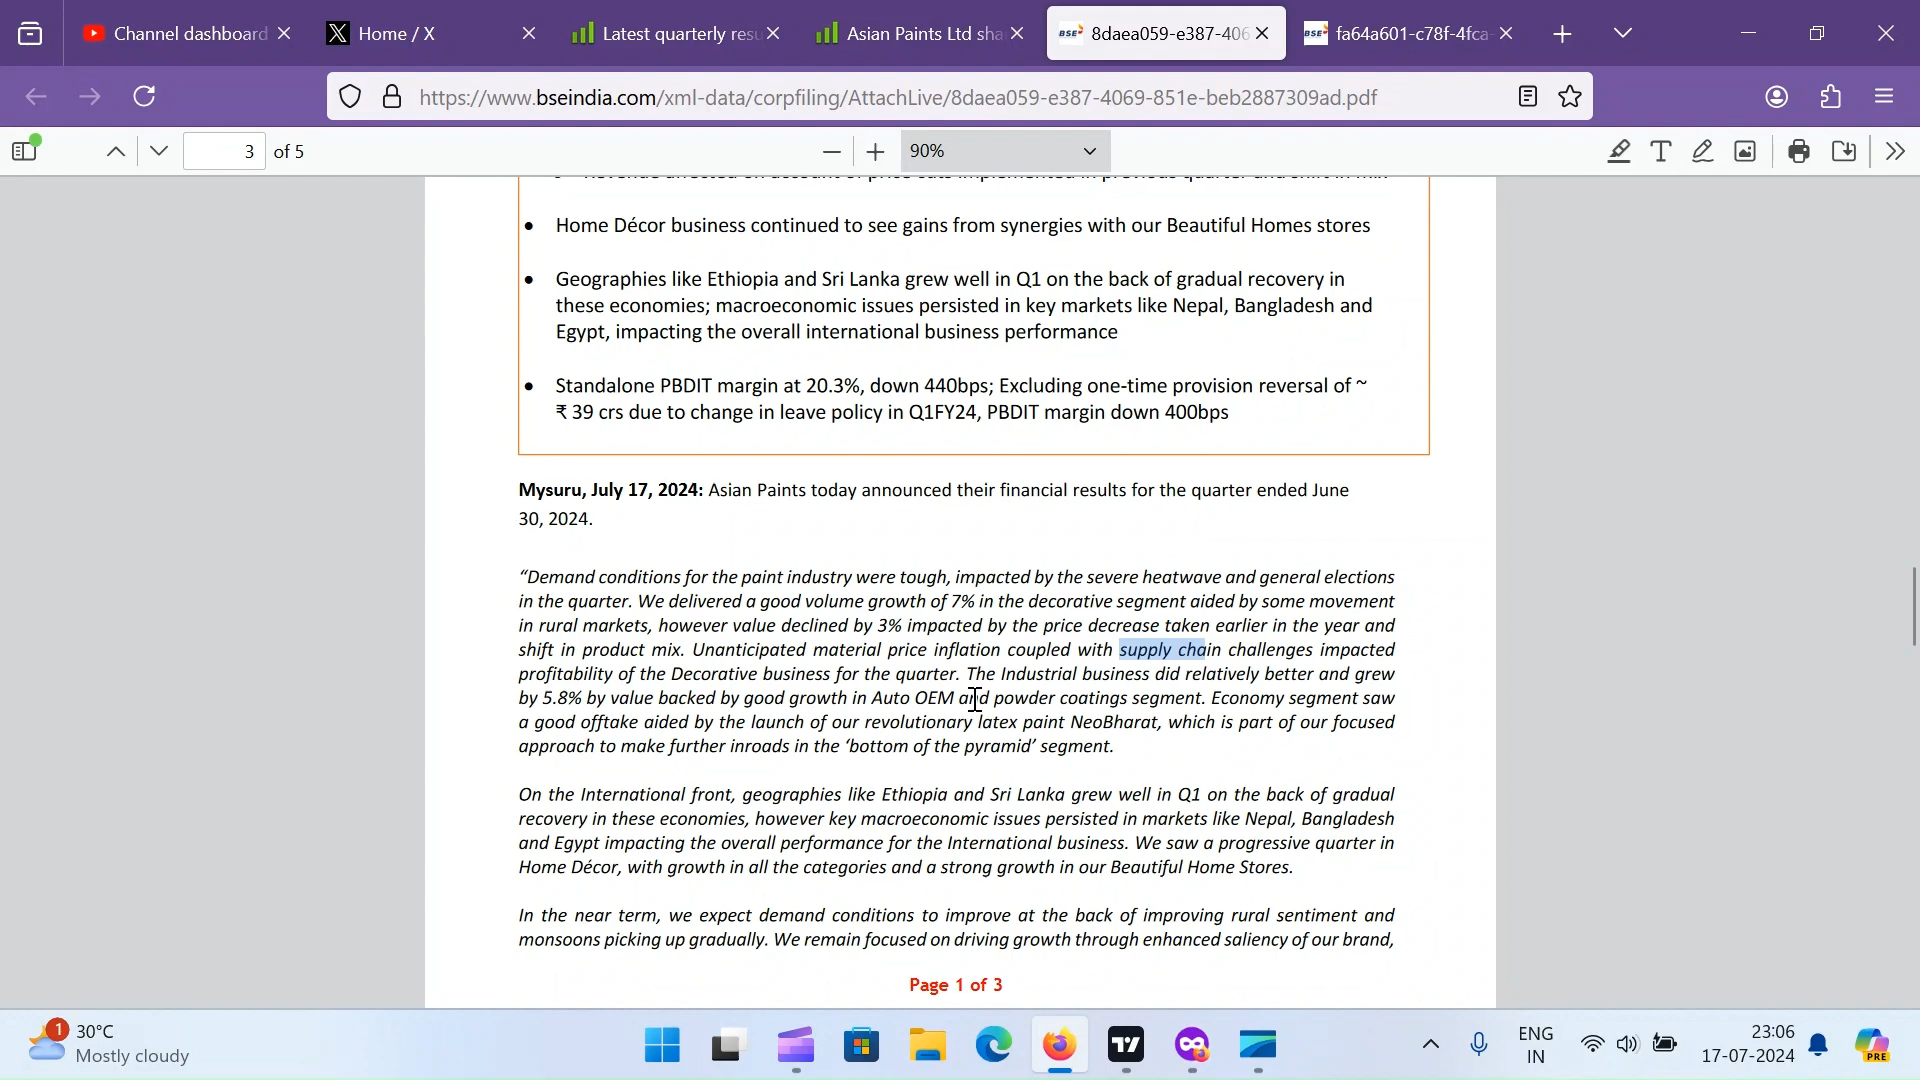 Channel dashboard
Home / X
Latest quarterly resu
Asian Paints Ltd sha
BSE 8daea059-e387-406
BSE fa64a601-c78f-4fca-
https://www.bseindia.com/xml-data/corpfiling/AttachLive/8daea059-e387-4069-851e-beb2887309ad.pdf
3 of 5
90%
Revenue affected on account of price cuts implemented in previous quarter and shift in mix
• Home Décor business continued to see gains from synergies with our Beautiful Homes stores
• Geographies like Ethiopia and Sri Lanka grew well in Q1 on the back of gradual recovery in
these economies; macroeconomic issues persisted in key markets like Nepal, Bangladesh and
Egypt, impacting the overall international business performance
• Standalone PBDIT margin at 20.3%, down 440bps; Excluding one-time provision reversal of ~
₹ 39 crs due to change in leave policy in Q1FY24, PBDIT margin down 400bps
Mysuru, July 17, 2024: Asian Paints today announced their financial results for the quarter ended June
30, 2024.
“Demand conditions for the paint industry were tough, impacted by the severe heatwave and general elections
in the quarter. We delivered a good volume growth of 7% in the decorative segment aided by some movement
in rural markets, however value declined by 3% impacted by the price decrease taken earlier in the year and
shift in product mix. Unanticipated material price inflation coupled with supply chain challenges impacted
profitability of the Decorative business for the quarter. The Industrial business did relatively better and grew
by 5.8% by value backed by good growth in Auto OEM and powder coatings segment. Economy segment saw
a good offtake aided by the launch of our revolutionary latex paint NeoBharat, which is part of our focused
approach to make further inroads in the ‘bottom of the pyramid’ segment.
On the International front, geographies like Ethiopia and Sri Lanka grew well in Q1 on the back of gradual
recovery in these economies, however key macroeconomic issues persisted in markets like Nepal, Bangladesh
and Egypt impacting the overall performance for the International business. We saw a progressive quarter in
Home Décor, with growth in all the categories and a strong growth in our Beautiful Home Stores.
In the near term, we expect demand conditions to improve at the back of improving rural sentiment and
monsoons picking up gradually. We remain focused on driving growth through enhanced saliency of our brand,
Page 1 of 3
1
30°C
Mostly cloudy
ENG
IN
23:06
17-07-2024
PRE